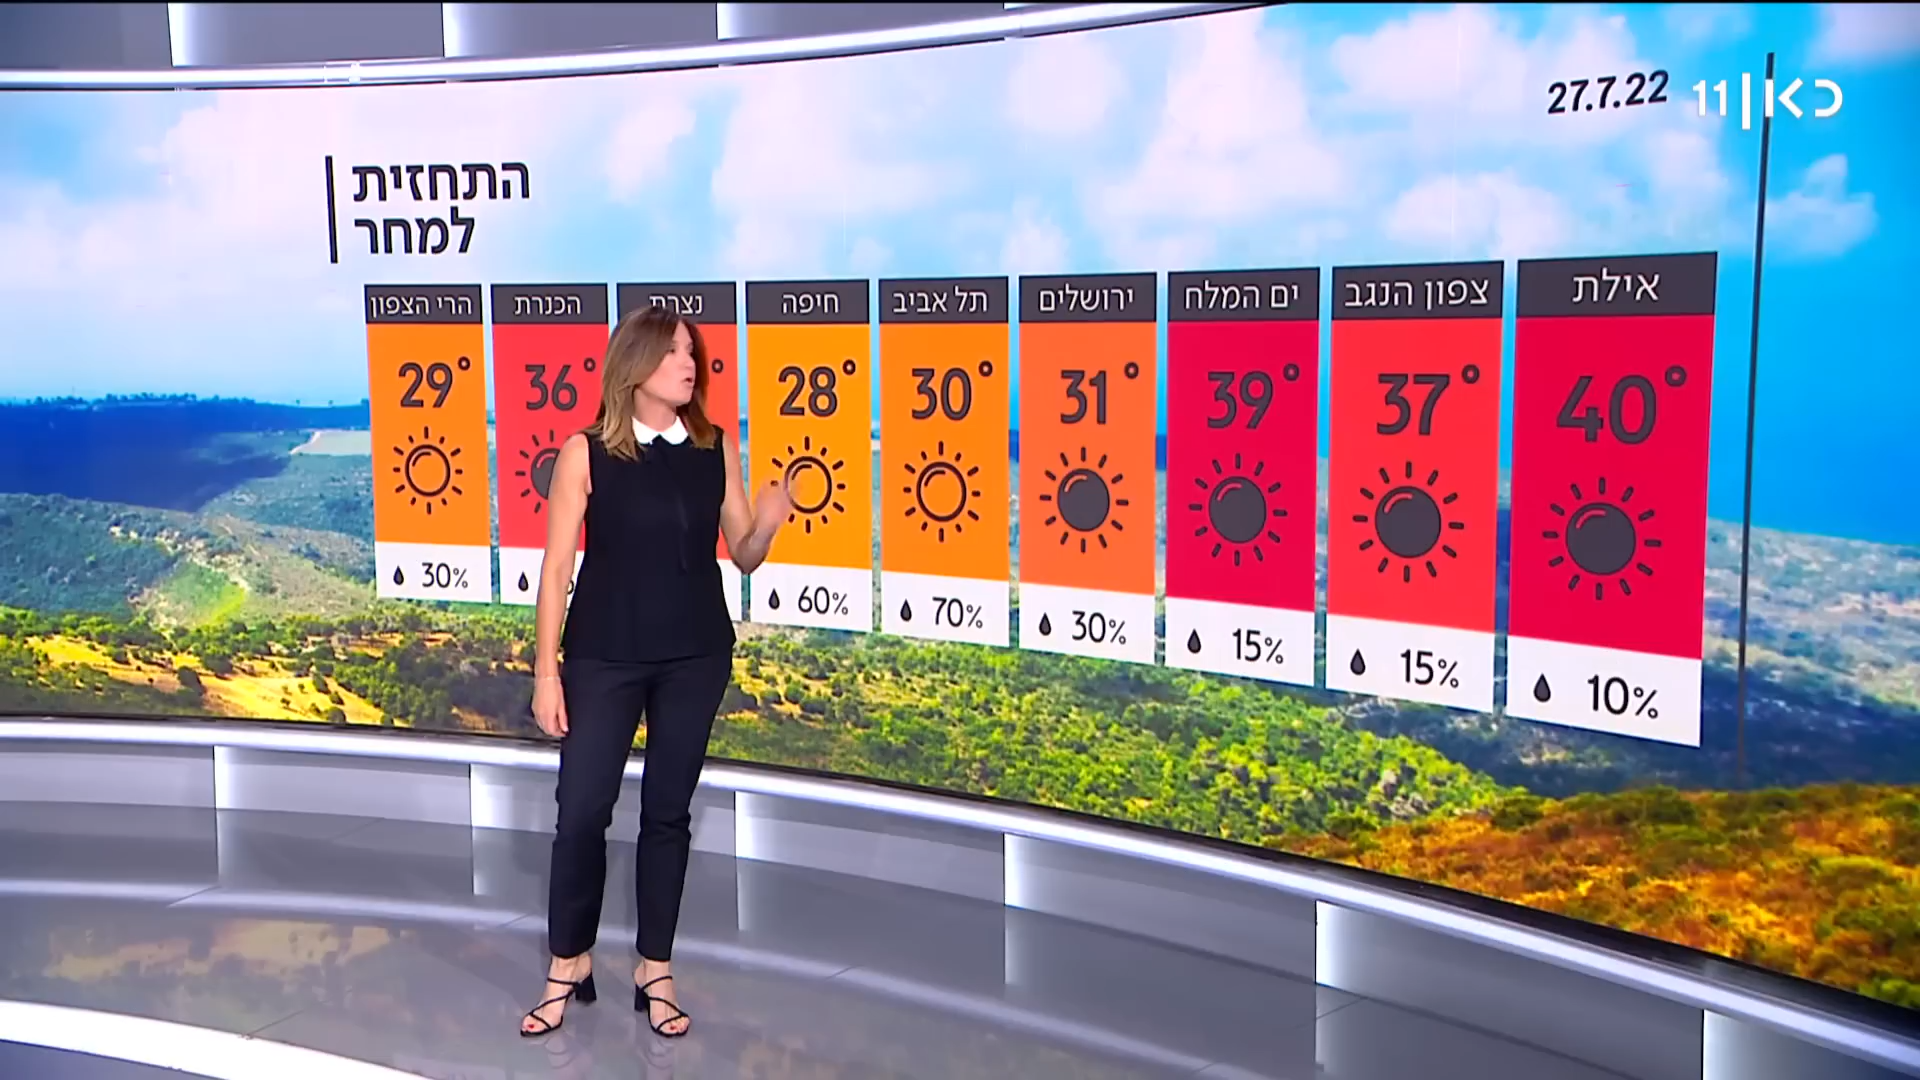 27.7.22
כאן 11
התחזית
למחר
אילת
40°
10%
צפון הנגב
37°
15%
ים המלח
39°
15%
ירושלים
31°
30%
תל אביב
30°
70%
חיפה
28°
60%
נצרת
הכנרת
36°
הרי הצפון
29°
30%